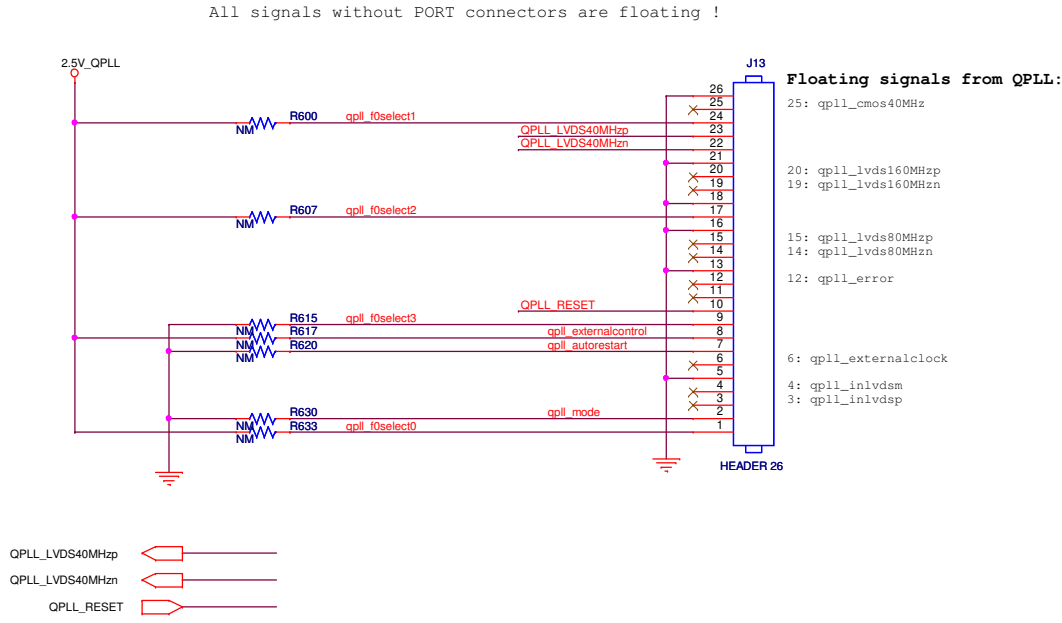 All signals without PORT connectors are floating !
2.5V_QPLL
J13
Floating signals from QPLL:
26
25
25: qpll_cmos40MHz
R600 qpll_f0select1 24
NM
QPLL_LVDS40MHzp 23
QPLL_LVDS40MHzn 22
21
20
20: qpll_lvds160MHzp
19
19: qpll_lvds160MHzn
18
R607 qpll_f0select2 17
NM
16
15
15: qpll_lvds80MHzp
14
14: qpll_lvds80MHzn
13
12
12: qpll_error
11
QPLL_RESET 10
R615 qpll_f0select3 9
NM
R617 qpll_externalcontrol 8
NM
R620 qpll_autorestart 7
NM
6
6: qpll_externalclock
5
4
4: qpll_inlvdsm
3
3: qpll_inlvdsp
R630 qpll_mode 2
NM
R633 qpll_f0select0 1
NM
HEADER 26
QPLL_LVDS40MHzp
QPLL_LVDS40MHzn
QPLL_RESET